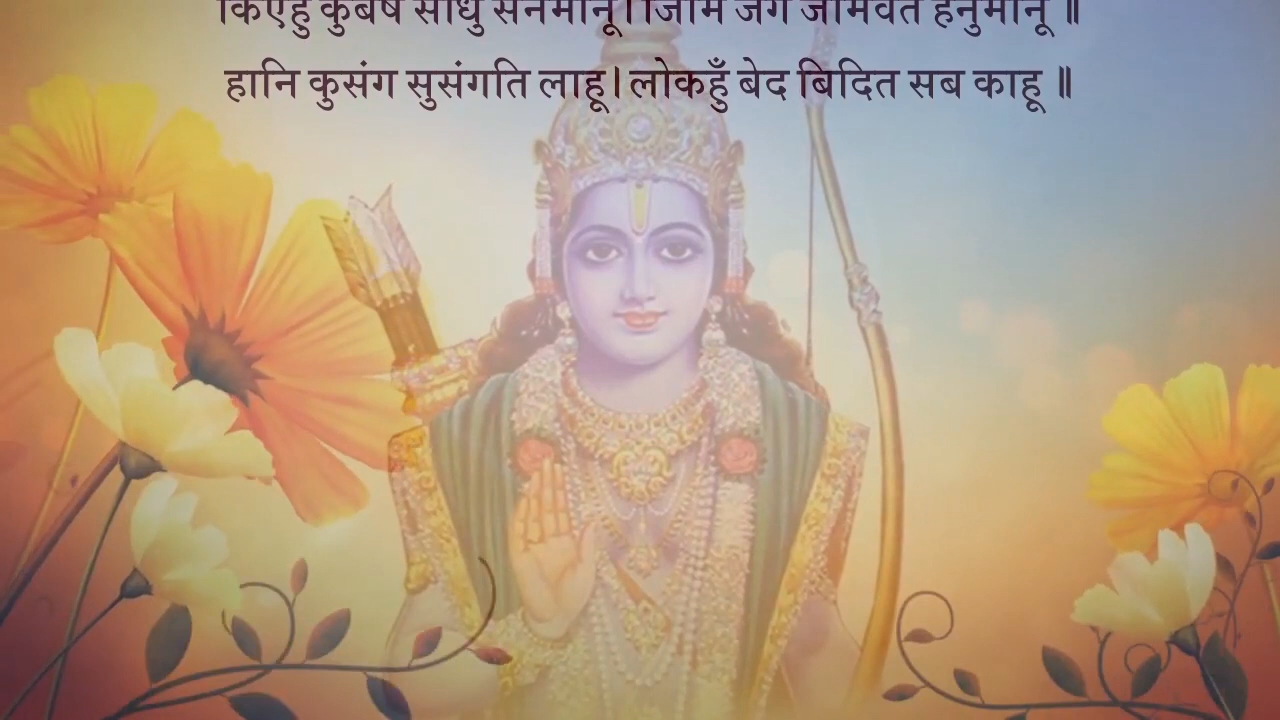 किएहुँ कुबेष साधु सनमानू। जिमि जग जामवंत हनुमानू ॥
हानि कुसंग सुसंगति लाहू। लोकहुँ बेद बिदित सब काहू ॥